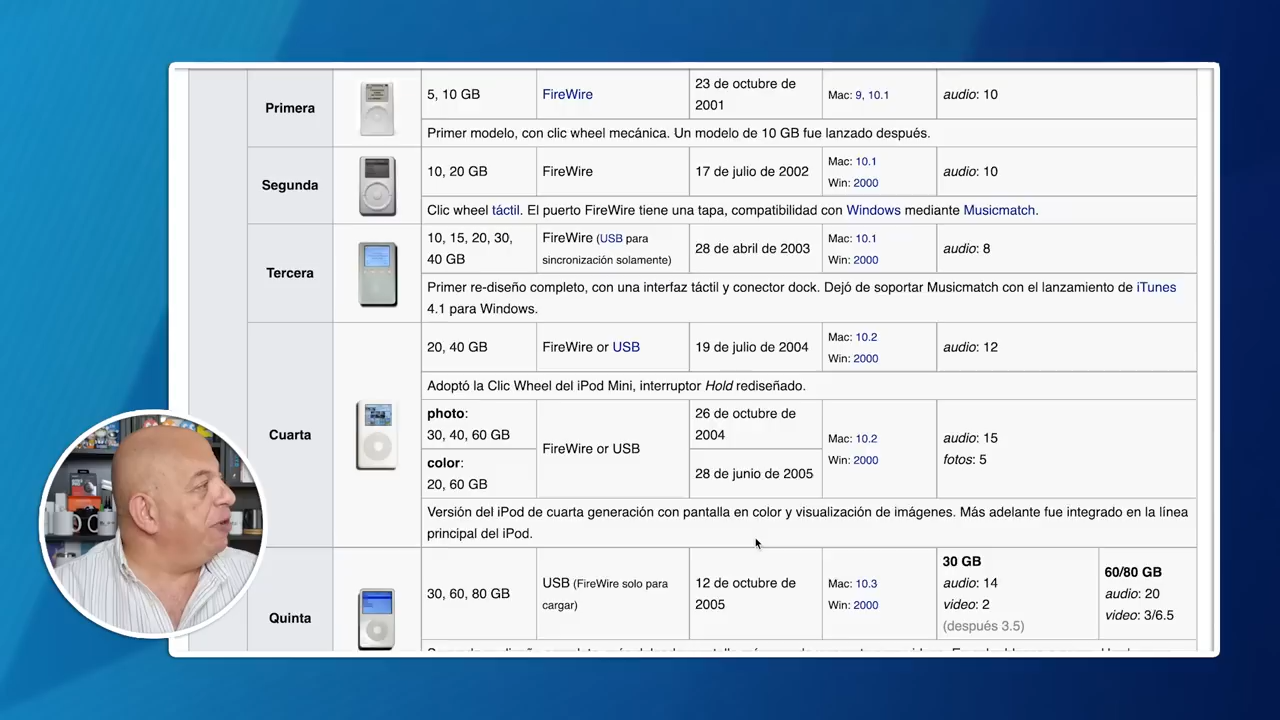 Primera
5, 10 GB
FireWire
23 de octubre de
2001
Mac: 9, 10.1
audio: 10
Primer modelo, con clic wheel mecánica. Un modelo de 10 GB fue lanzado después.
Segunda
10, 20 GB
FireWire
17 de julio de 2002
Mac: 10.1
Win: 2000
audio: 10
Clic wheel táctil. El puerto FireWire tiene una tapa, compatibilidad con Windows mediante Musicmatch.
Tercera
10, 15, 20, 30,
40 GB
FireWire (USB para
sincronización solamente)
28 de abril de 2003
Mac: 10.1
Win: 2000
audio: 8
Primer re-diseño completo, con una interfaz táctil y conector dock. Dejó de soportar Musicmatch con el lanzamiento de iTunes
4.1 para Windows.
Cuarta
20, 40 GB
FireWire or USB
19 de julio de 2004
Mac: 10.2
Win: 2000
audio: 12
Adoptó la Clic Wheel del iPod Mini, interruptor Hold rediseñado.
photo:
30, 40, 60 GB
color:
20, 60 GB
FireWire or USB
26 de octubre de
2004
28 de junio de 2005
Mac: 10.2
Win: 2000
audio: 15
fotos: 5
Versión del iPod de cuarta generación con pantalla en color y visualización de imágenes. Más adelante fue integrado en la línea
principal del iPod.
Quinta
30, 60, 80 GB
USB (FireWire solo para
cargar)
12 de octubre de
2005
Mac: 10.3
Win: 2000
30 GB
audio: 14
video: 2
(después 3.5)
60/80 GB
audio: 20
video: 3/6.5